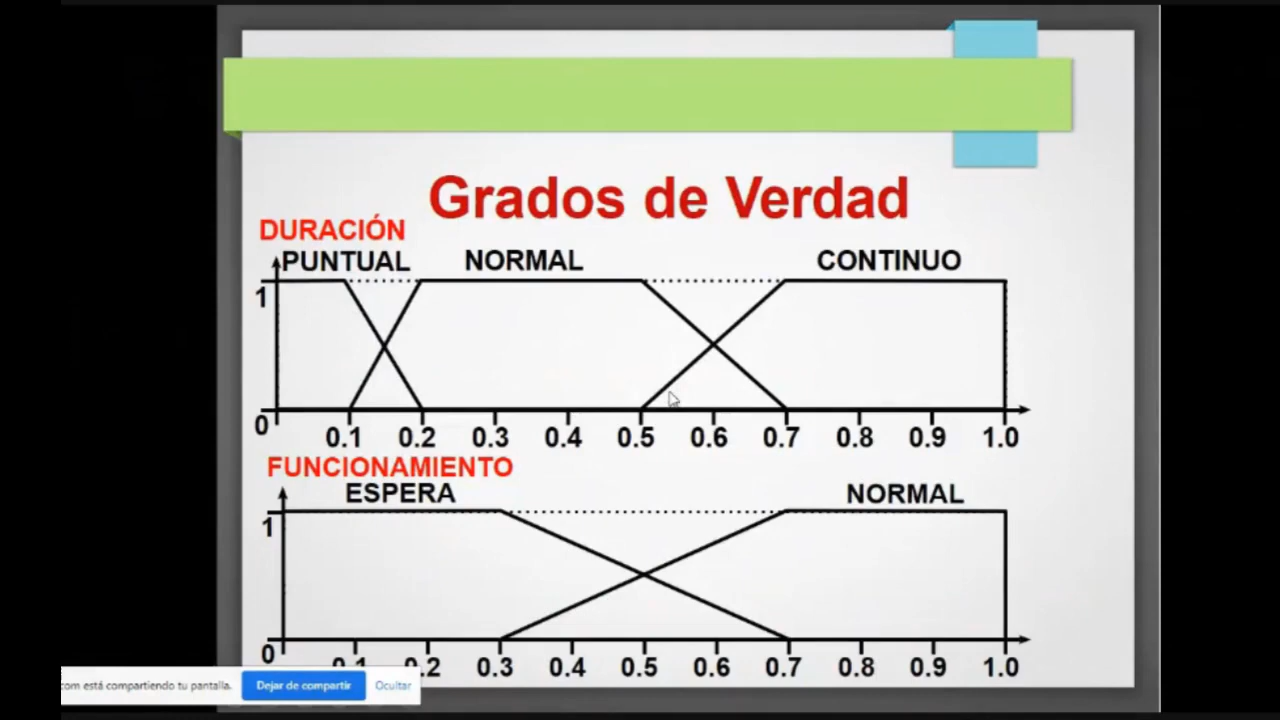 Grados de Verdad
DURACIÓN
PUNTUAL NORMAL CONTINUO
1
0 0.1 0.2 0.3 0.4 0.5 0.6 0.7 0.8 0.9 1.0
FUNCIONAMIENTO
ESPERA NORMAL
1
0 0.1 0.2 0.3 0.4 0.5 0.6 0.7 0.8 0.9 1.0
com está compartiendo tu pantalla. Dejar de compartir Ocultar